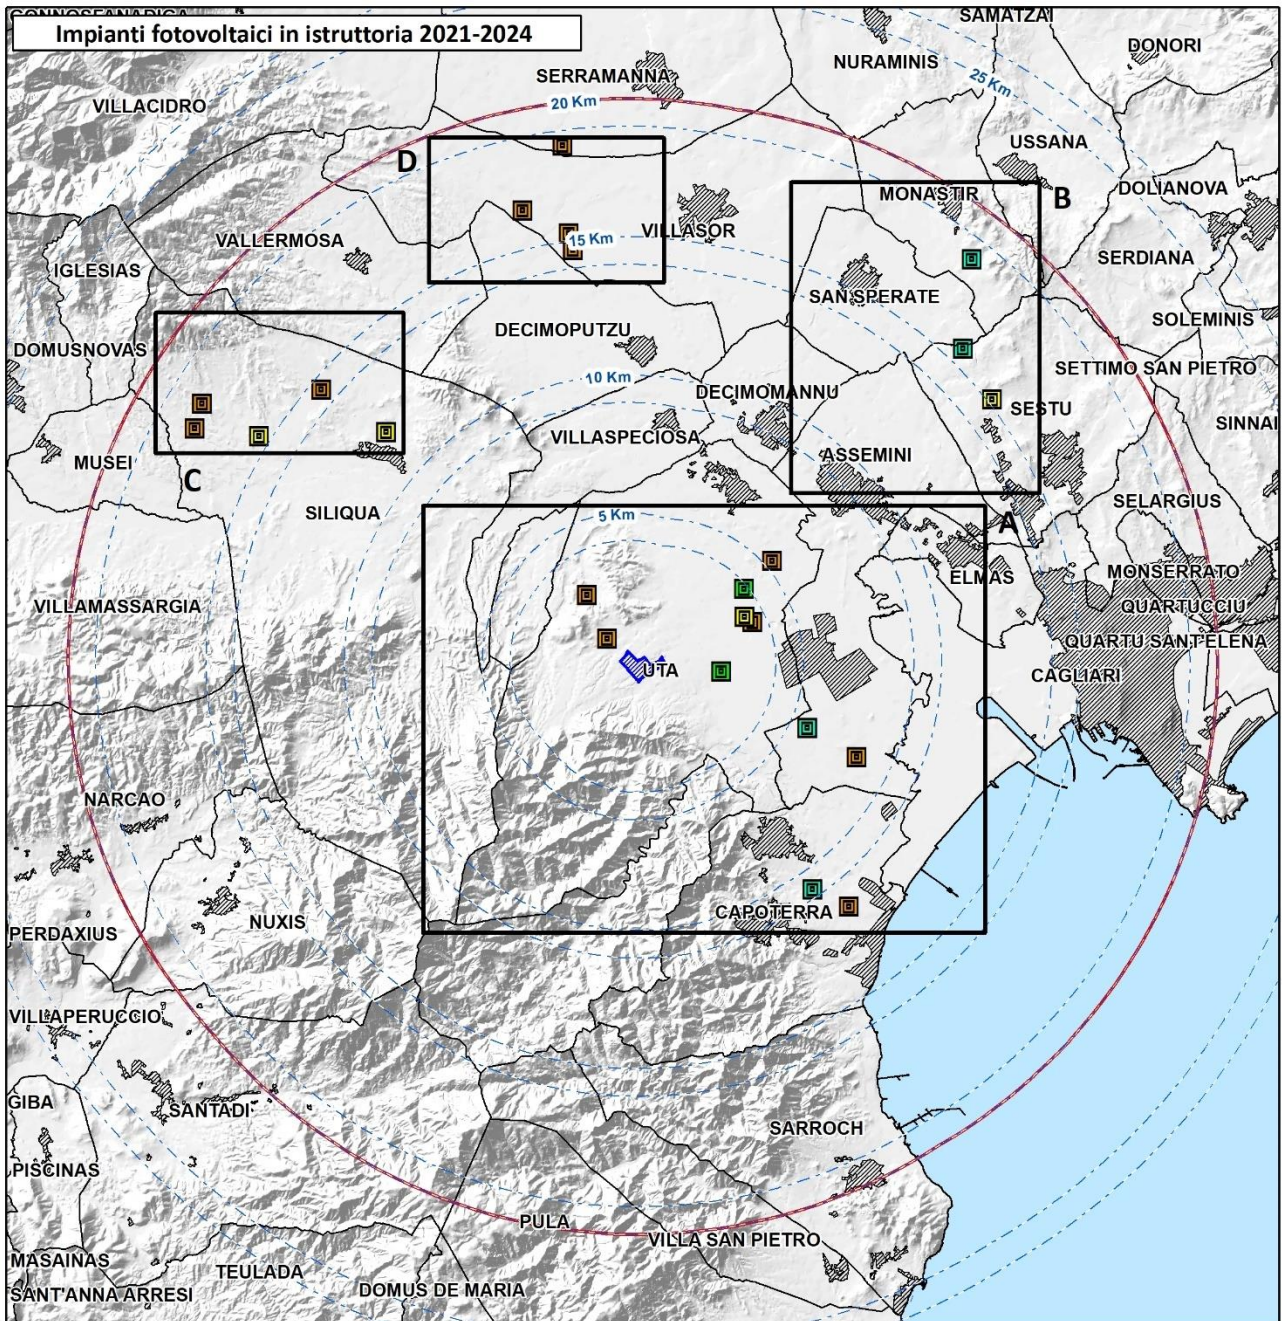 GONNOSFANADIGA
SAMATZAI
Impianti fotovoltaici in istruttoria 2021-2024
DONORI
NURAMINIS
SERRAMANNA
25 Km
VILLACIDRO
20 Km
USSANA
D
DOLIANOVA
MONASTIR
B
VILLASOR
VALLERMOSA
15 Km
SERDIANA
IGLESIAS
SAN SPERATE
SOLEMINIS
DECIMOPUTZU
DOMUSNOVAS
SETTIMO SAN PIETRO
10 Km
DECIMOMANNU
SESTU
SINNAI
VILLASPECIOSA
ASSEMINI
MUSEI
C
SELARGIUS
SILIQUA
5 Km
A
MONSERRATO
ELMAS
VILLAMASSARGIA
QUARTUCCIU
QUARTU SANT'ELENA
UTA
CAGLIARI
NARCAO
CAPOTERRA
NUXIS
PERDAXIUS
VILLAPERUCCIO
GIBA
SANTADI
SARROCH
PISCINAS
PULA
VILLA SAN PIETRO
MASAINAS
TEULADA
DOMUS DE MARIA
SANT'ANNA ARRESI